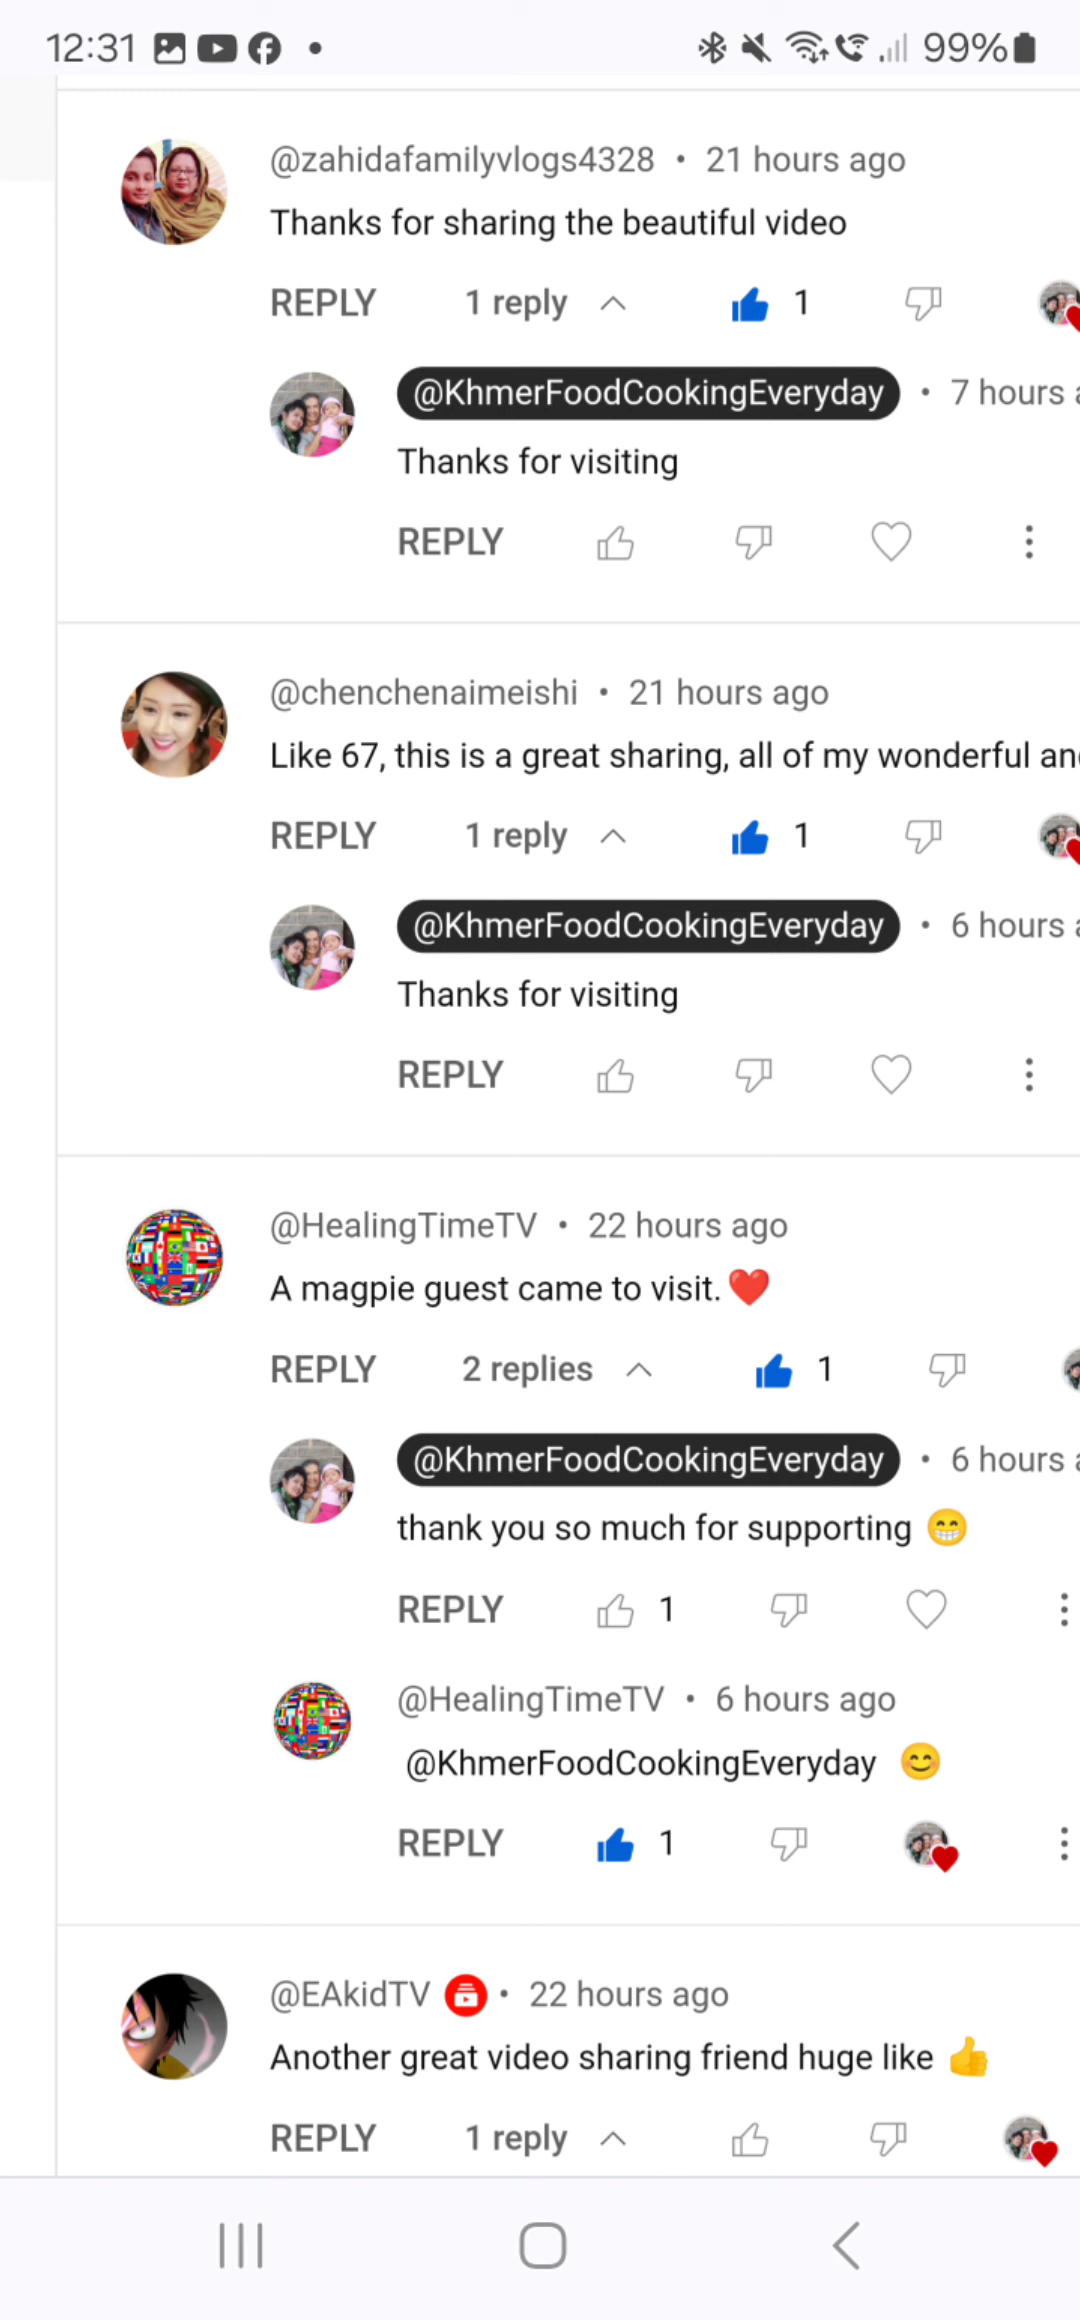 12:31 99%
@zahidafamilyvlogs4328 • 21 hours ago
Thanks for sharing the beautiful video
REPLY 1 reply 1
@KhmerFoodCookingEveryday • 7 hours
Thanks for visiting
REPLY
@chenchenaimeishi • 21 hours ago
Like 67, this is a great sharing, all of my wonderful
REPLY 1 reply 1
@KhmerFoodCookingEveryday • 6 hours
Thanks for visiting
REPLY
@HealingTimeTV • 22 hours ago
A magpie guest came to visit. ❤️
REPLY 2 replies 1
@KhmerFoodCookingEveryday • 6 hours
thank you so much for supporting 😁
REPLY 1
@HealingTimeTV • 6 hours ago
@KhmerFoodCookingEveryday 😊
REPLY 1
@EAkidTV • 22 hours ago
Another great video sharing friend huge like 👍
REPLY 1 reply